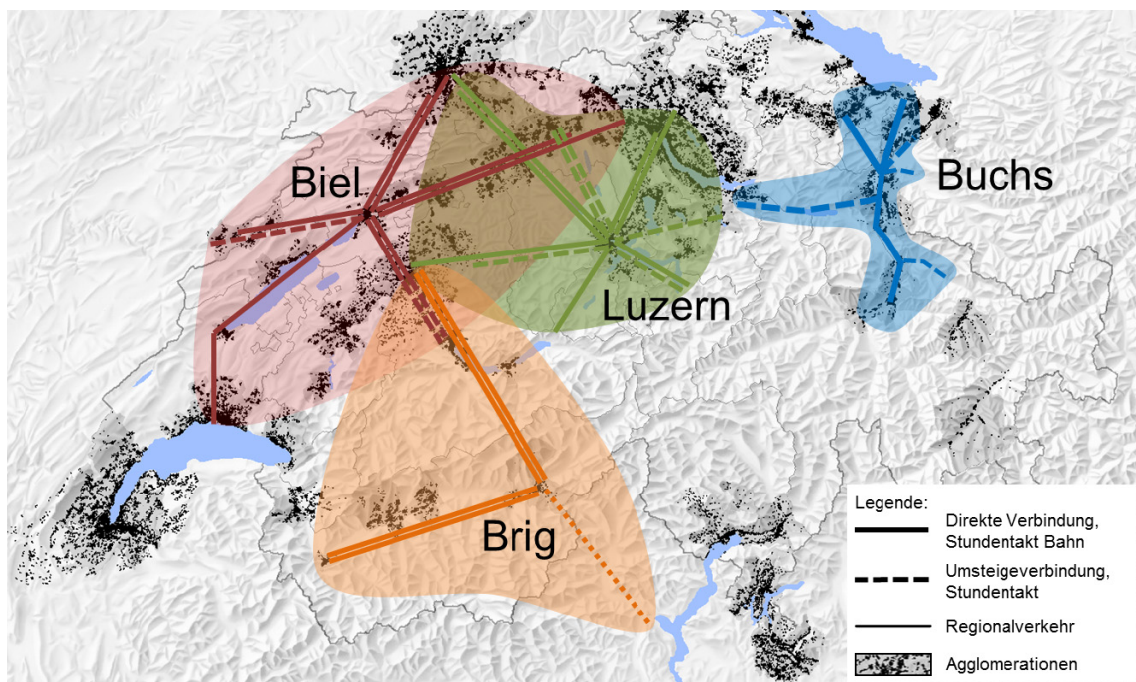 Biel
Buchs
Luzern
Brig
Legende:
Direkte Verbindung,
Stundentakt Bahn
Umsteigeverbindung,
Stundentakt
Regionalverkehr
Agglomerationen